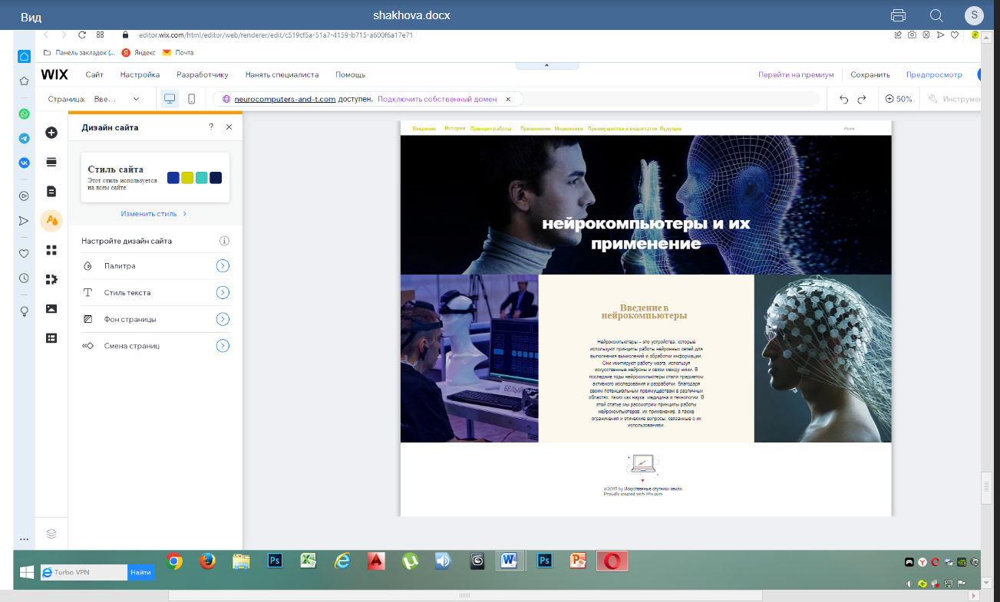 Вид
shakhova.docx
S
editor.wix.com/html/editor/web/renderer/edit/c519cf5a-51a7-4159-b715-a600f6a17e71
Панель закладок (...
Я Яндекс
Почта
WIX
Сайт
Настройка
Разработчику
Нанять специалиста
Помощь
Перейти на премиум
Сохранить
Предпросмотр
Страница: Вве...
neurocomputers-and-t.com доступен. Подключить собственный домен ×
50%
Инструмен
Дизайн сайта ? ×
Стиль сайта
Этот стиль используется
на всем сайте.
Изменить стиль >
Настройте дизайн сайта
Палитра
Стиль текста
Фон страницы
Смена страниц
Введение История Принцип работы Применение Мошенники Преимущества и недостатки Будущее
нейрокомпьютеры и их
применение
БЕЛЫЙ
Введение в
нейрокомпьютеры
Нейрокомпьютеры – это устройства, которые
используют принципы работы нейронных сетей для
выполнения вычислений и обработки информации.
Они имитируют работу мозга, используя
искусственные нейроны и связи между ними. В
последние годы нейрокомпьютеры стали предметом
активного исследования и разработки, благодаря
своим потенциальным преимуществам в различных
областях, таких как наука, медицина и технологии. В
этой статье мы рассмотрим принципы работы
нейрокомпьютеров, их применение, а также
ограничения и этические вопросы, связанные с их
использованием.
©2019 by Искуственные спутники земли.
Proudly created with Wix.com
Turbo VPN
Найти